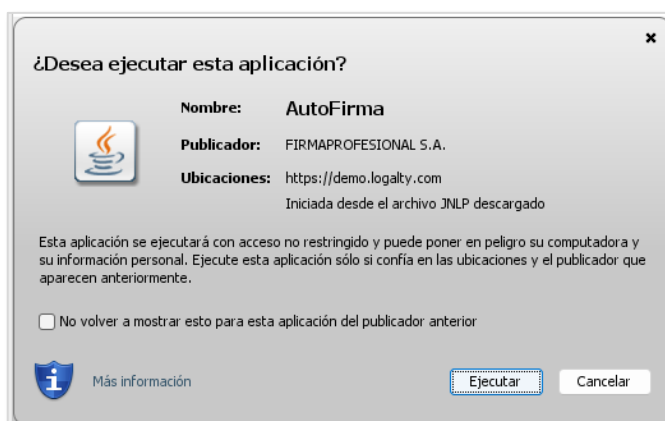 ¿Desea ejecutar esta aplicación?
Nombre: AutoFirma
Publicador: FIRMAPROFESIONAL S.A.
Ubicaciones: https://demo.logalty.com
Iniciada desde el archivo JNLP descargado
Esta aplicación se ejecutará con acceso no restringido y puede poner en peligro su computadora y
su información personal. Ejecute esta aplicación sólo si confía en las ubicaciones y el publicador que
aparecen anteriormente.
No volver a mostrar esto para esta aplicación del publicador anterior
Más información
Ejecutar
Cancelar